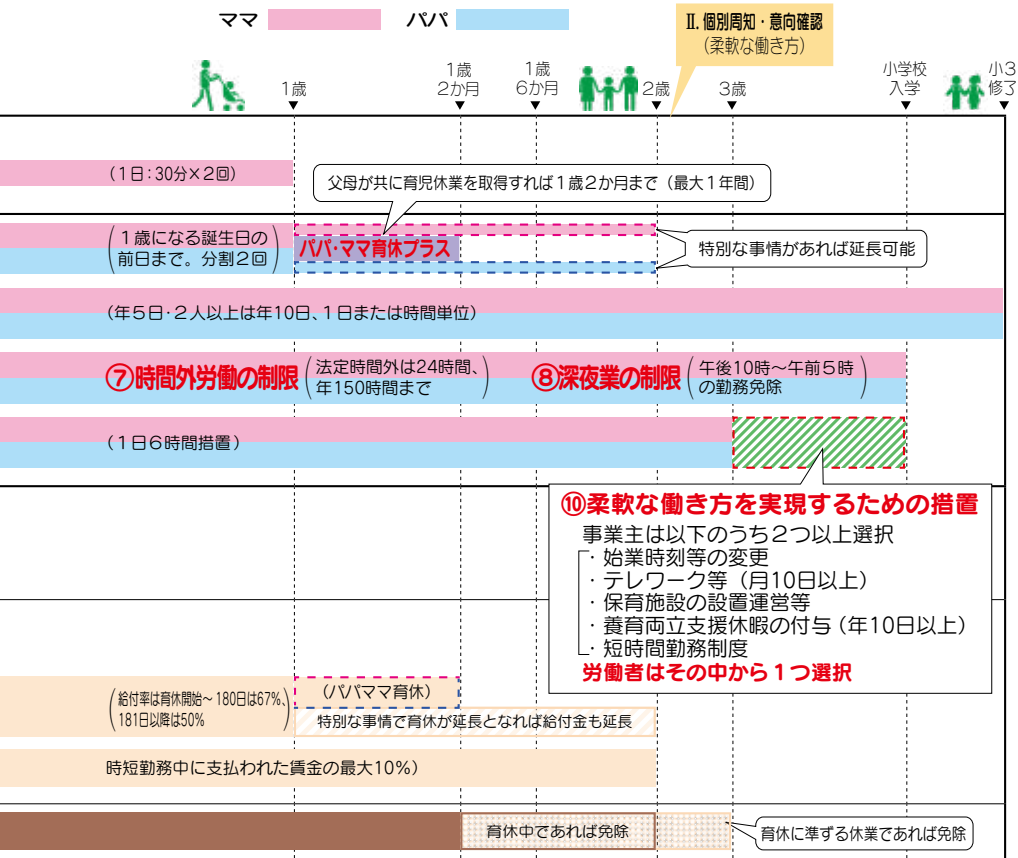 ママ
パパ
Ⅱ. 個別周知・意向確認
(柔軟な働き方)
1歳
1歳
2か月
1歳
6か月
2歳
3歳
小学校
入学
小3
修了
(1日:30分×2回)
父母が共に育児休業を取得すれば1歳2か月まで(最大1年間)
(1歳になる誕生日の
前日まで。分割2回)
パパ・ママ育休プラス
特別な事情があれば延長可能
(年5日・2人以上は年10日、1日または時間単位)
⑦時間外労働の制限
(法定時間外は24時間、
年150時間まで)
⑧深夜業の制限
(午後10時〜午前5時
の勤務免除)
(1日6時間措置)
⑩柔軟な働き方を実現するための措置
事業主は以下のうち2つ以上選択
・始業時刻等の変更
・テレワーク等(月10日以上)
・保育施設の設置運営等
・養育両立支援休暇の付与(年10日以上)
・短時間勤務制度
労働者はその中から1つ選択
(給付率は育休開始〜180日は67%、
181日以降は50%)
(パパママ育休)
特別な事情で育休が延長となれば給付金も延長
時短勤務中に支払われた賃金の最大10%)
育休中であれば免除
育休に準ずる休業であれば免除